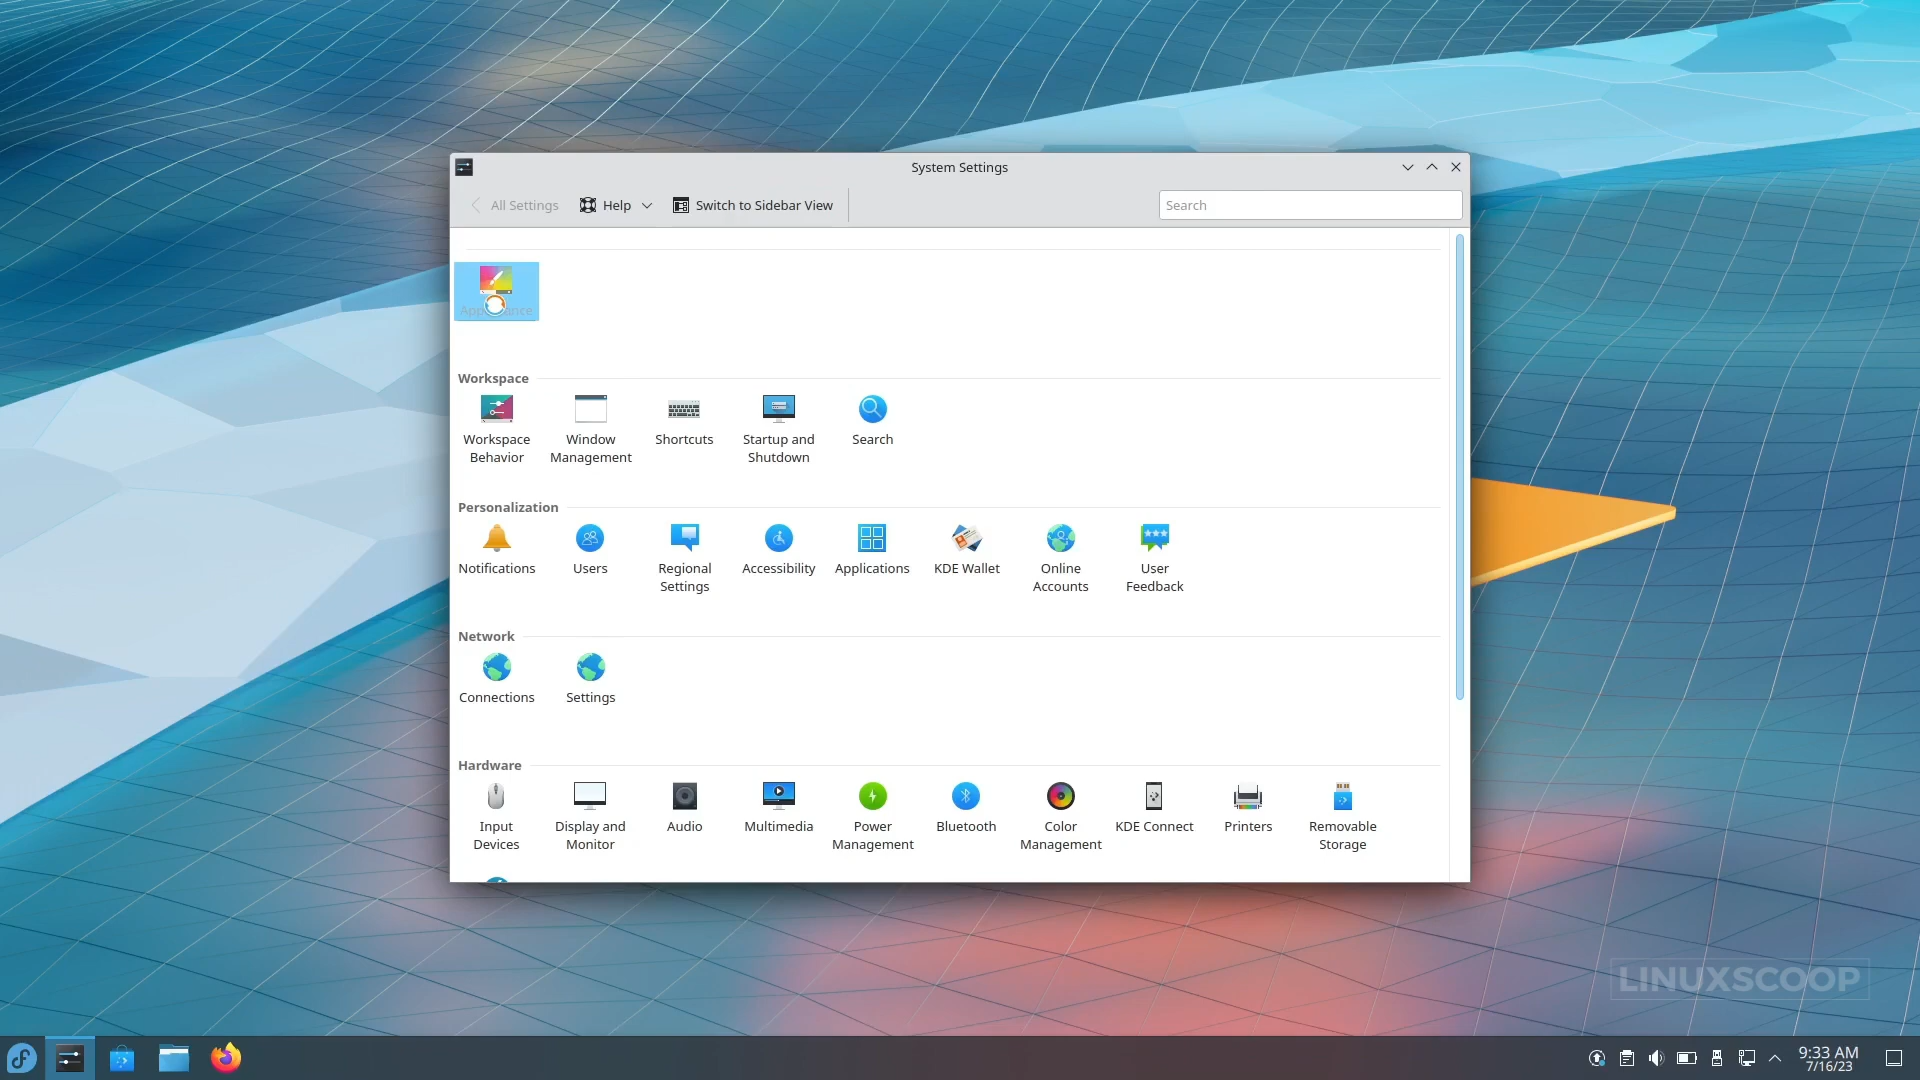 System Settings
All Settings Help Switch to Sidebar View Search
Appearance
Workspace
Workspace Behavior
Window Management
Shortcuts
Startup and Shutdown
Search
Personalization
Notifications
Users
Regional Settings
Accessibility
Applications
KDE Wallet
Online Accounts
User Feedback
Network
Connections
Settings
Hardware
Input Devices
Display and Monitor
Audio
Multimedia
Power Management
Bluetooth
Color Management
KDE Connect
Printers
Removable Storage
LINUXSCOOP
9:33 AM
7/16/23